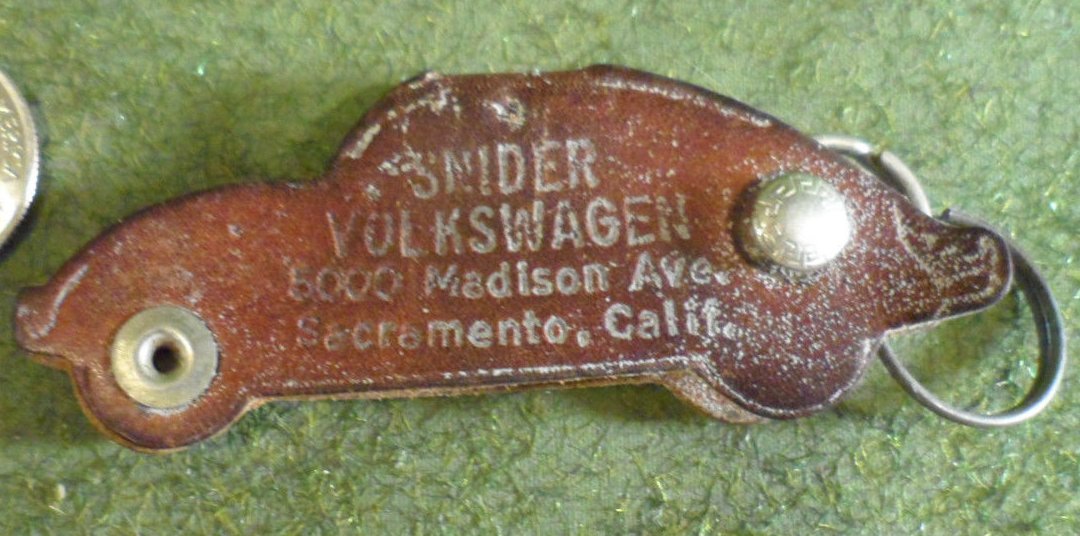 SNIDER
VOLKSWAGEN
5000 Madison Ave.
Sacramento, Calif.